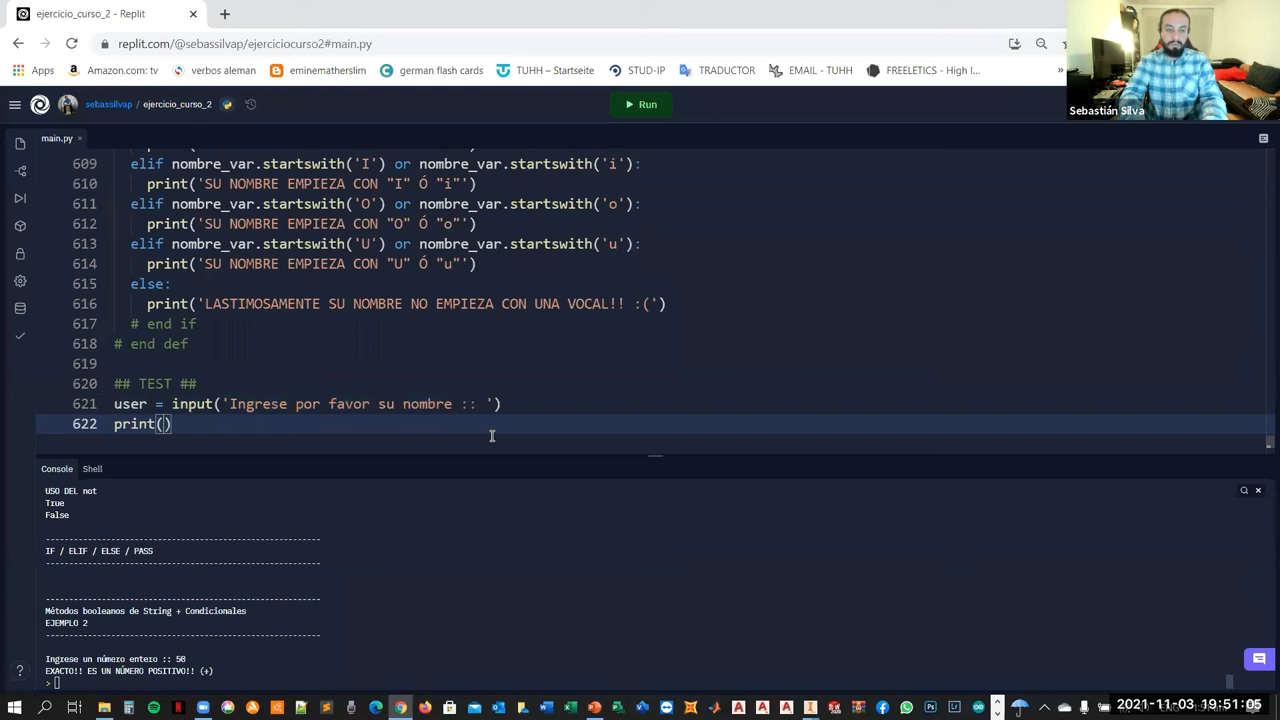 ejercicio_curso_2 - Replit
replit.com/@sebassilvap/ejerciciocurso2#main.py
Apps
Amazon.com: tv
verbos aleman
eminematherslim
german flash cards
TUHH – Startseite
STUD-IP
TRADUCTOR
EMAIL - TUHH
FREELETICS - High I...
»
Sebastián Silva
sebassilvap / ejercicio_curso_2
Run
main.py
609 elif nombre_var.startswith('I') or nombre_var.startswith('i'):
610 print('SU NOMBRE EMPIEZA CON "I" Ó "i"')
611 elif nombre_var.startswith('O') or nombre_var.startswith('o'):
612 print('SU NOMBRE EMPIEZA CON "O" Ó "o"')
613 elif nombre_var.startswith('U') or nombre_var.startswith('u'):
614 print('SU NOMBRE EMPIEZA CON "U" Ó "u"')
615 else:
616 print('LASTIMOSAMENTE SU NOMBRE NO EMPIEZA CON UNA VOCAL!! :(')
617 # end if
618 # end def
619
620 ## TEST ##
621 user = input('Ingrese por favor su nombre :: ')
622 print()
Console Shell
USO DEL not
True
False
------------------------------------------------------------
IF / ELIF / ELSE / PASS
------------------------------------------------------------
------------------------------------------------------------
Métodos booleanos de String + Condicionales
EJEMPLO 2
------------------------------------------------------------
Ingrese un número entero :: 50
EXACTO!! ES UN NÚMERO POSITIVO!! (+)
>
2021-11-03 19:51:05